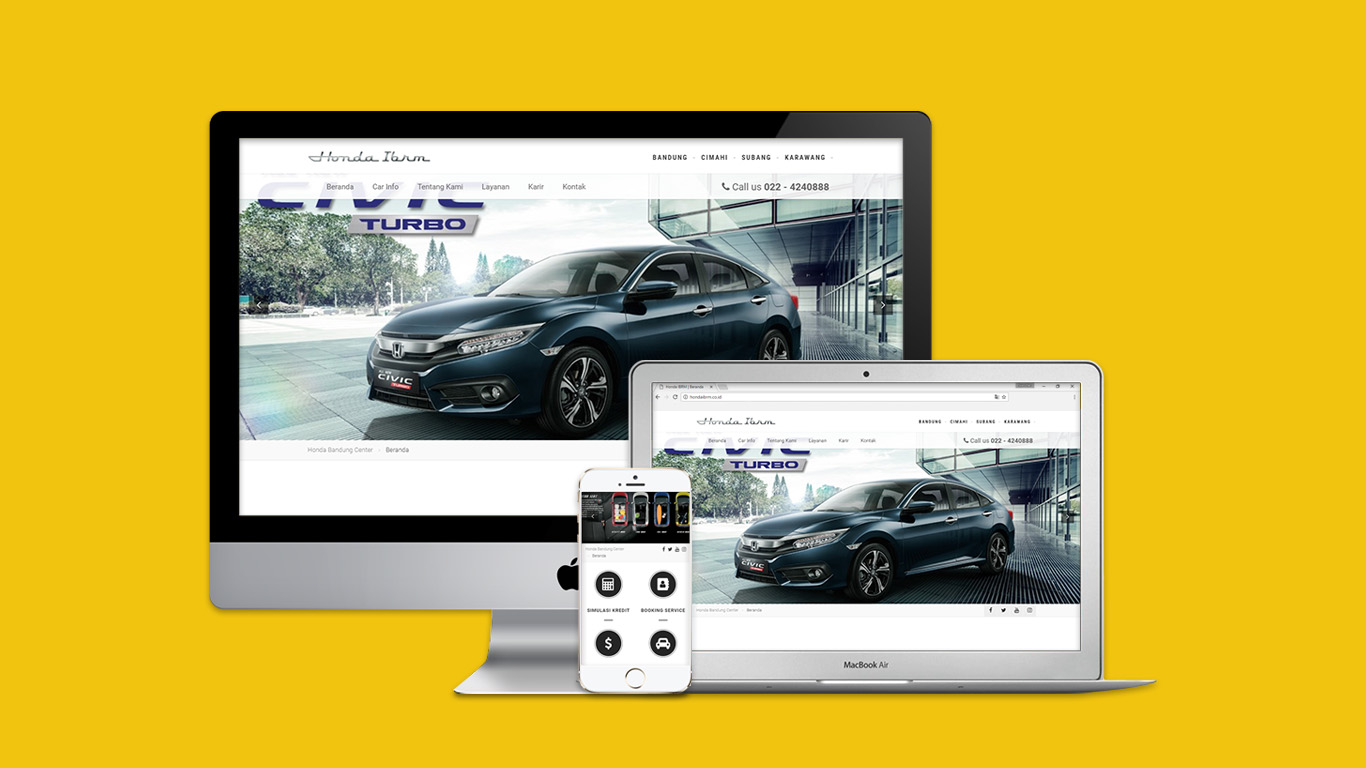 Honda Ibrm
BANDUNG - CIMAHI - SUBANG - KARAWANG -
Beranda Car Info Tentang Kami Layanan Karir Kontak
Call us 022 - 4240888
CIVIC
TURBO
CIVIC
TURBO
Honda Bandung Center - Beranda
Honda IBRM | Beranda
hondaibrm.co.id
Honda Ibrm
BANDUNG CIMAHI SUBANG KARAWANG
Beranda Car Info Tentang Kami Layanan Karir Kontak
Call us 022 - 4240888
CIVIC
TURBO
CIVIC
TURBO
Honda Bandung Center - Beranda
MacBook Air
Honda Bandung Center
- Beranda
SIMULASI KREDIT
BOOKING SERVICE
$